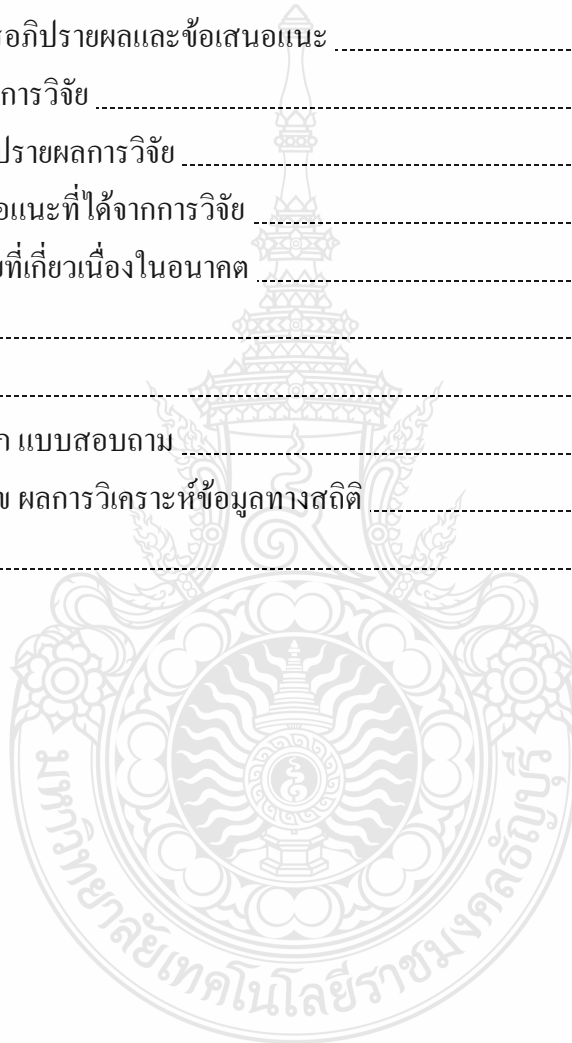 รอภิปรายผลและข้อเสนอแนะ
การวิจัย
ปรายผลการวิจัย
อแนะที่ได้จากการวิจัย
ยที่เกี่ยวเนื่องในอนาคต
ก แบบสอบถาม
ข ผลการวิเคราะห์ข้อมูลทางสถิติ
มหาวิทยาลัยเทคโนโลยีราชมงคลธัญบุรี